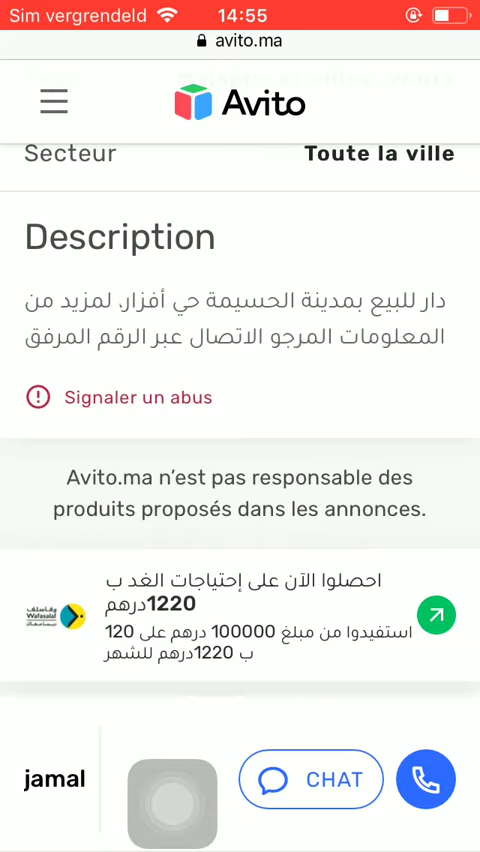 Sim vergrendeld
14:55
avito.ma
Avito
Secteur
Toute la ville
Description
دار للبيع بمدينة الحسيمة حي أفزار، لمزيد من
المعلومات المرجو الاتصال عبر الرقم المرفق
Signaler un abus
Avito.ma n’est pas responsable des
produits proposés dans les annonces.
احصلوا الآن على إحتياجات الغد ب
1220درهم
استفيدوا من مبلغ 100000 درهم على 120
ب 1220درهم للشهر
وفاسلف
Wafasalaf
jamal
CHAT